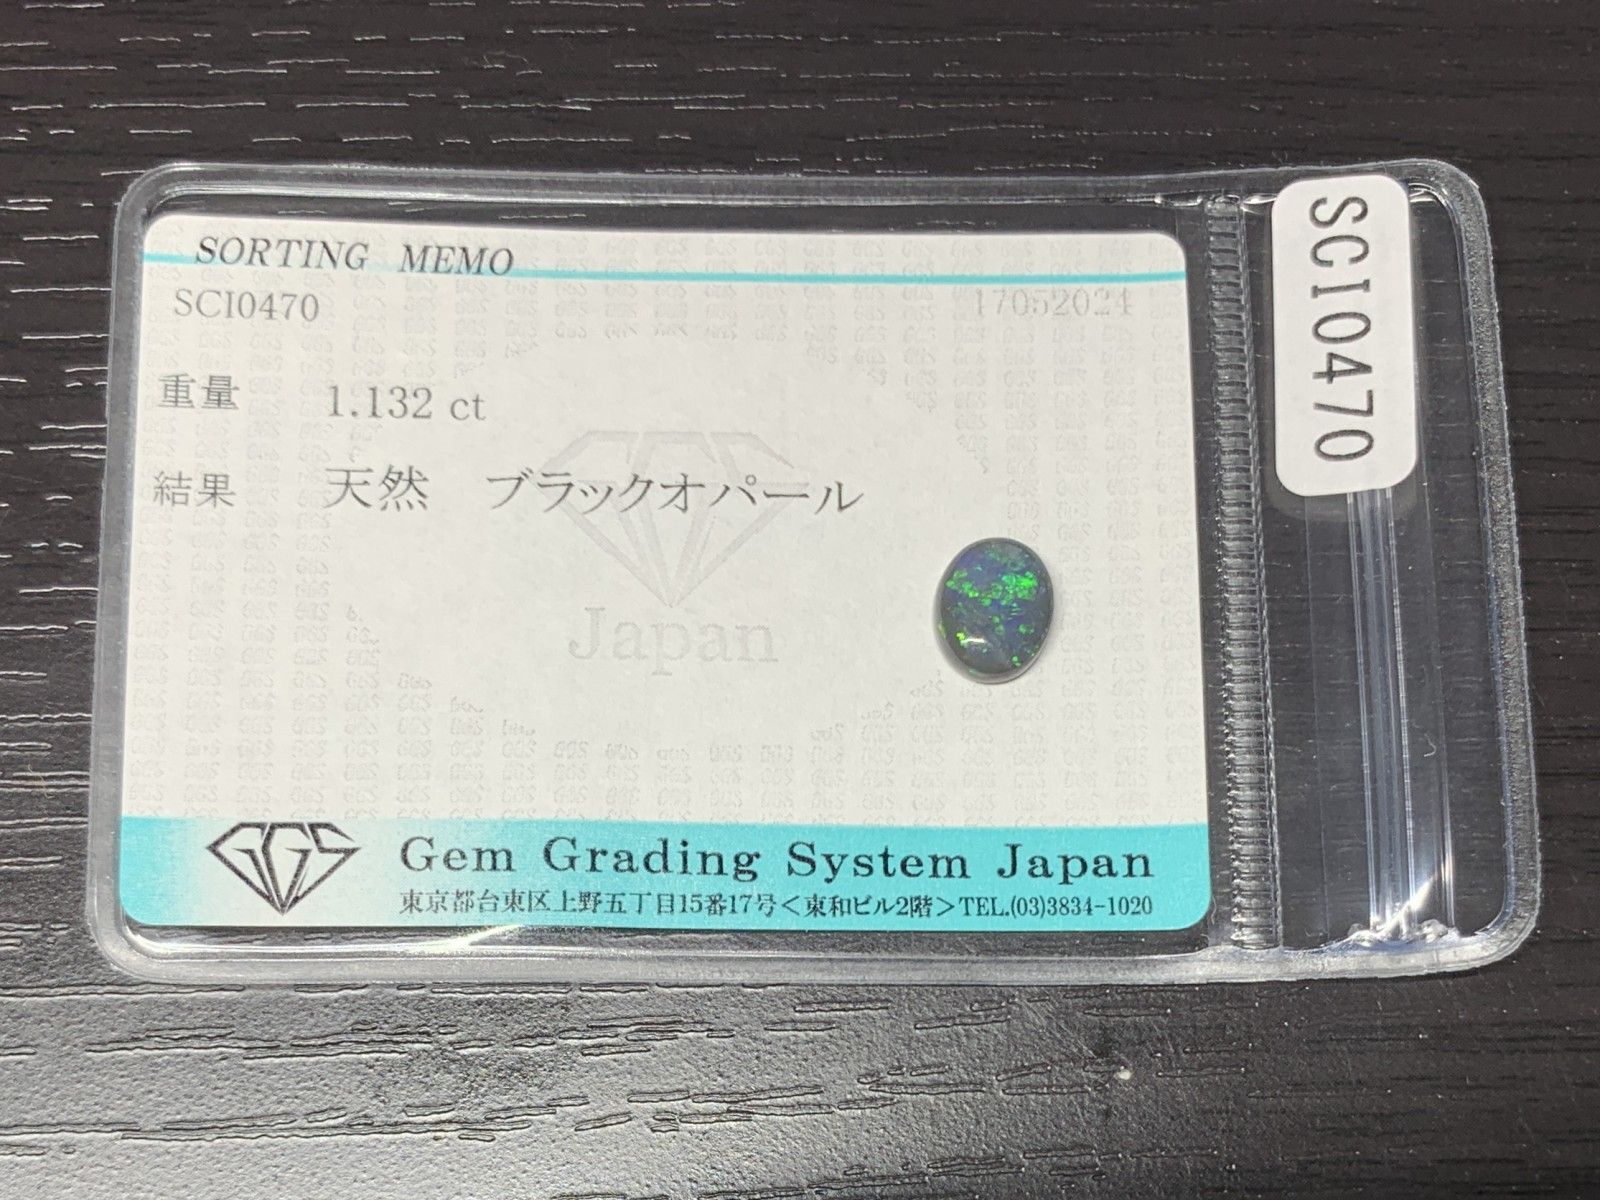 SORTING MEMO
SCI0470 17052024
重量 1.132 ct
結果 天然 ブラックオパール
GGS
Japan
GGS Gem Grading System Japan
東京都台東区上野五丁目15番17号＜東和ビル2階＞TEL.(03)3834-1020
SCI0470